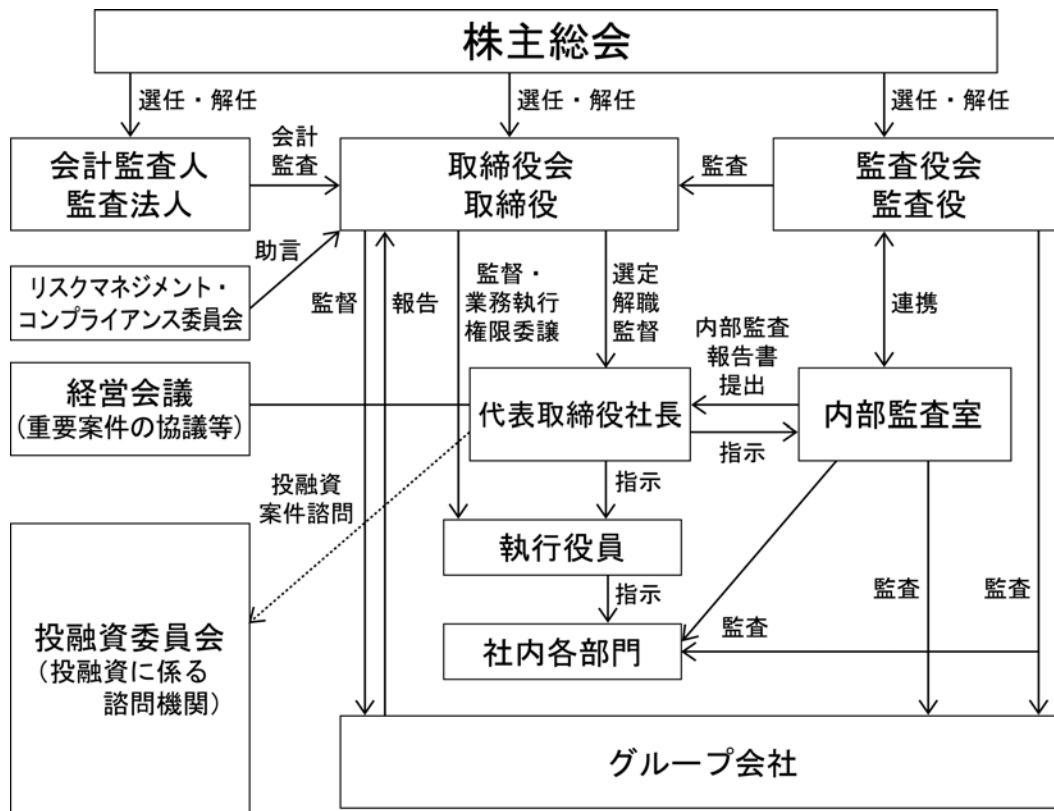 株主総会
選任・解任
選任・解任
選任・解任
会計監査人
監査法人
会計
監査
取締役会
取締役
監査
監査役会
監査役
助言
リスクマネジメント・
コンプライアンス委員会
監督
報告
監督・
業務執行
権限委譲
選定
解職
監督
連携
内部監査
報告書
提出
経営会議
(重要案件の協議等)
代表取締役社長
内部監査室
指示
指示
投融資
案件諮問
執行役員
指示
監査
監査
監査
社内各部門
投融資委員会
(投融資に係る
諮問機関)
グループ会社